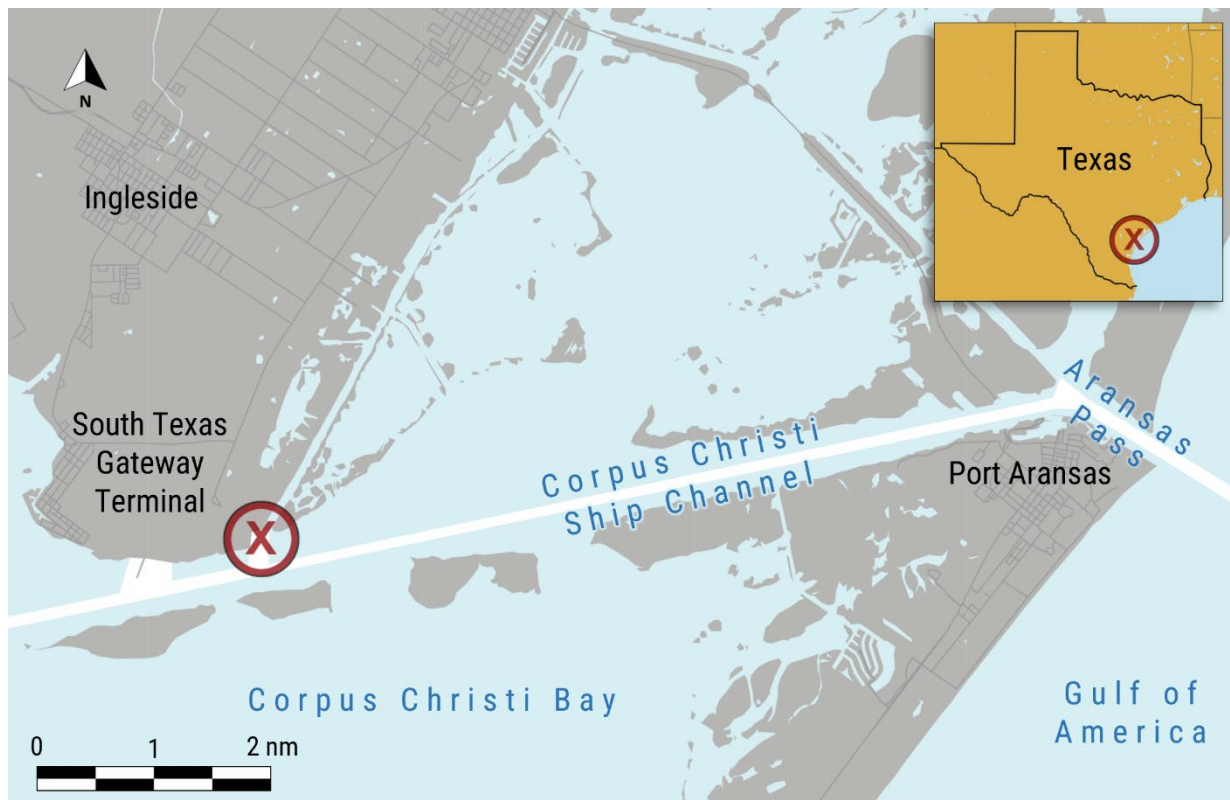 N
Ingleside
Texas
X
South Texas
Gateway
Terminal
X
Corpus Christi
Ship Channel
Aransas
Pass
Port Aransas
Corpus Christi Bay
Gulf of
America
0 1 2 nm